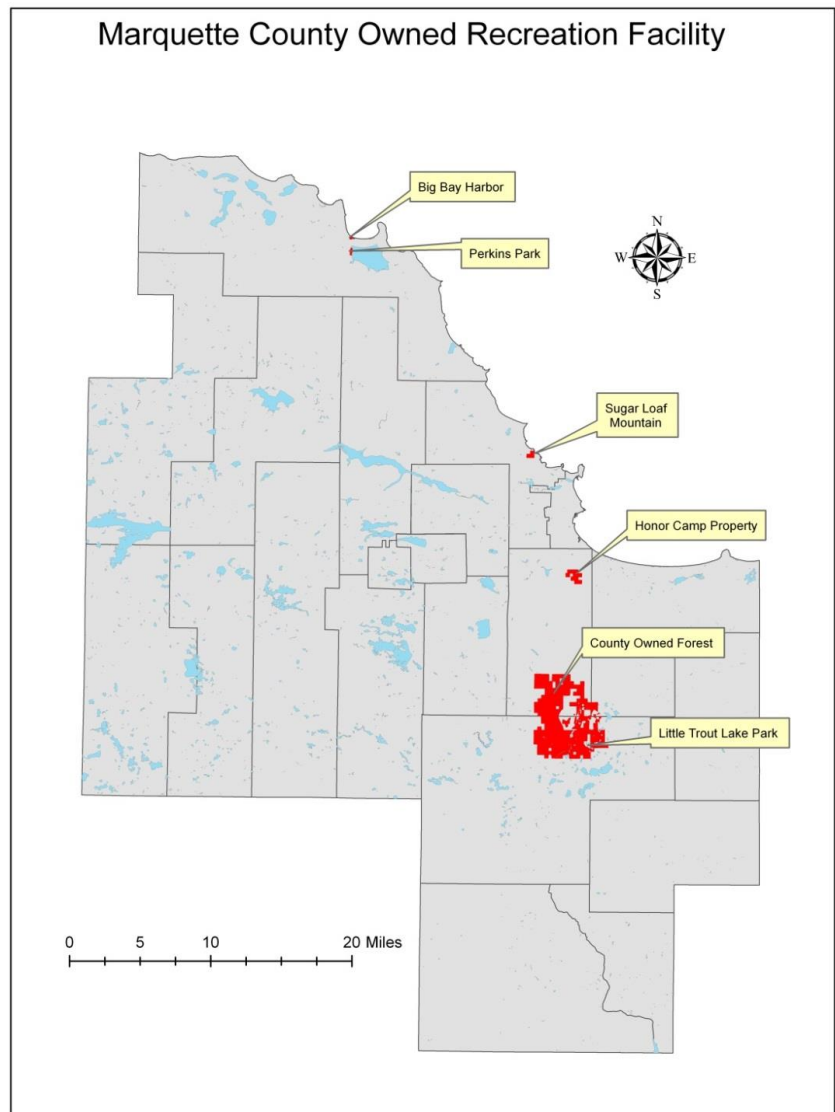 Marquette County Owned Recreation Facility
Big Bay Harbor
Perkins Park
N
W E
S
Sugar Loaf
Mountain
Honor Camp Property
County Owned Forest
Little Trout Lake Park
0 5 10 20 Miles